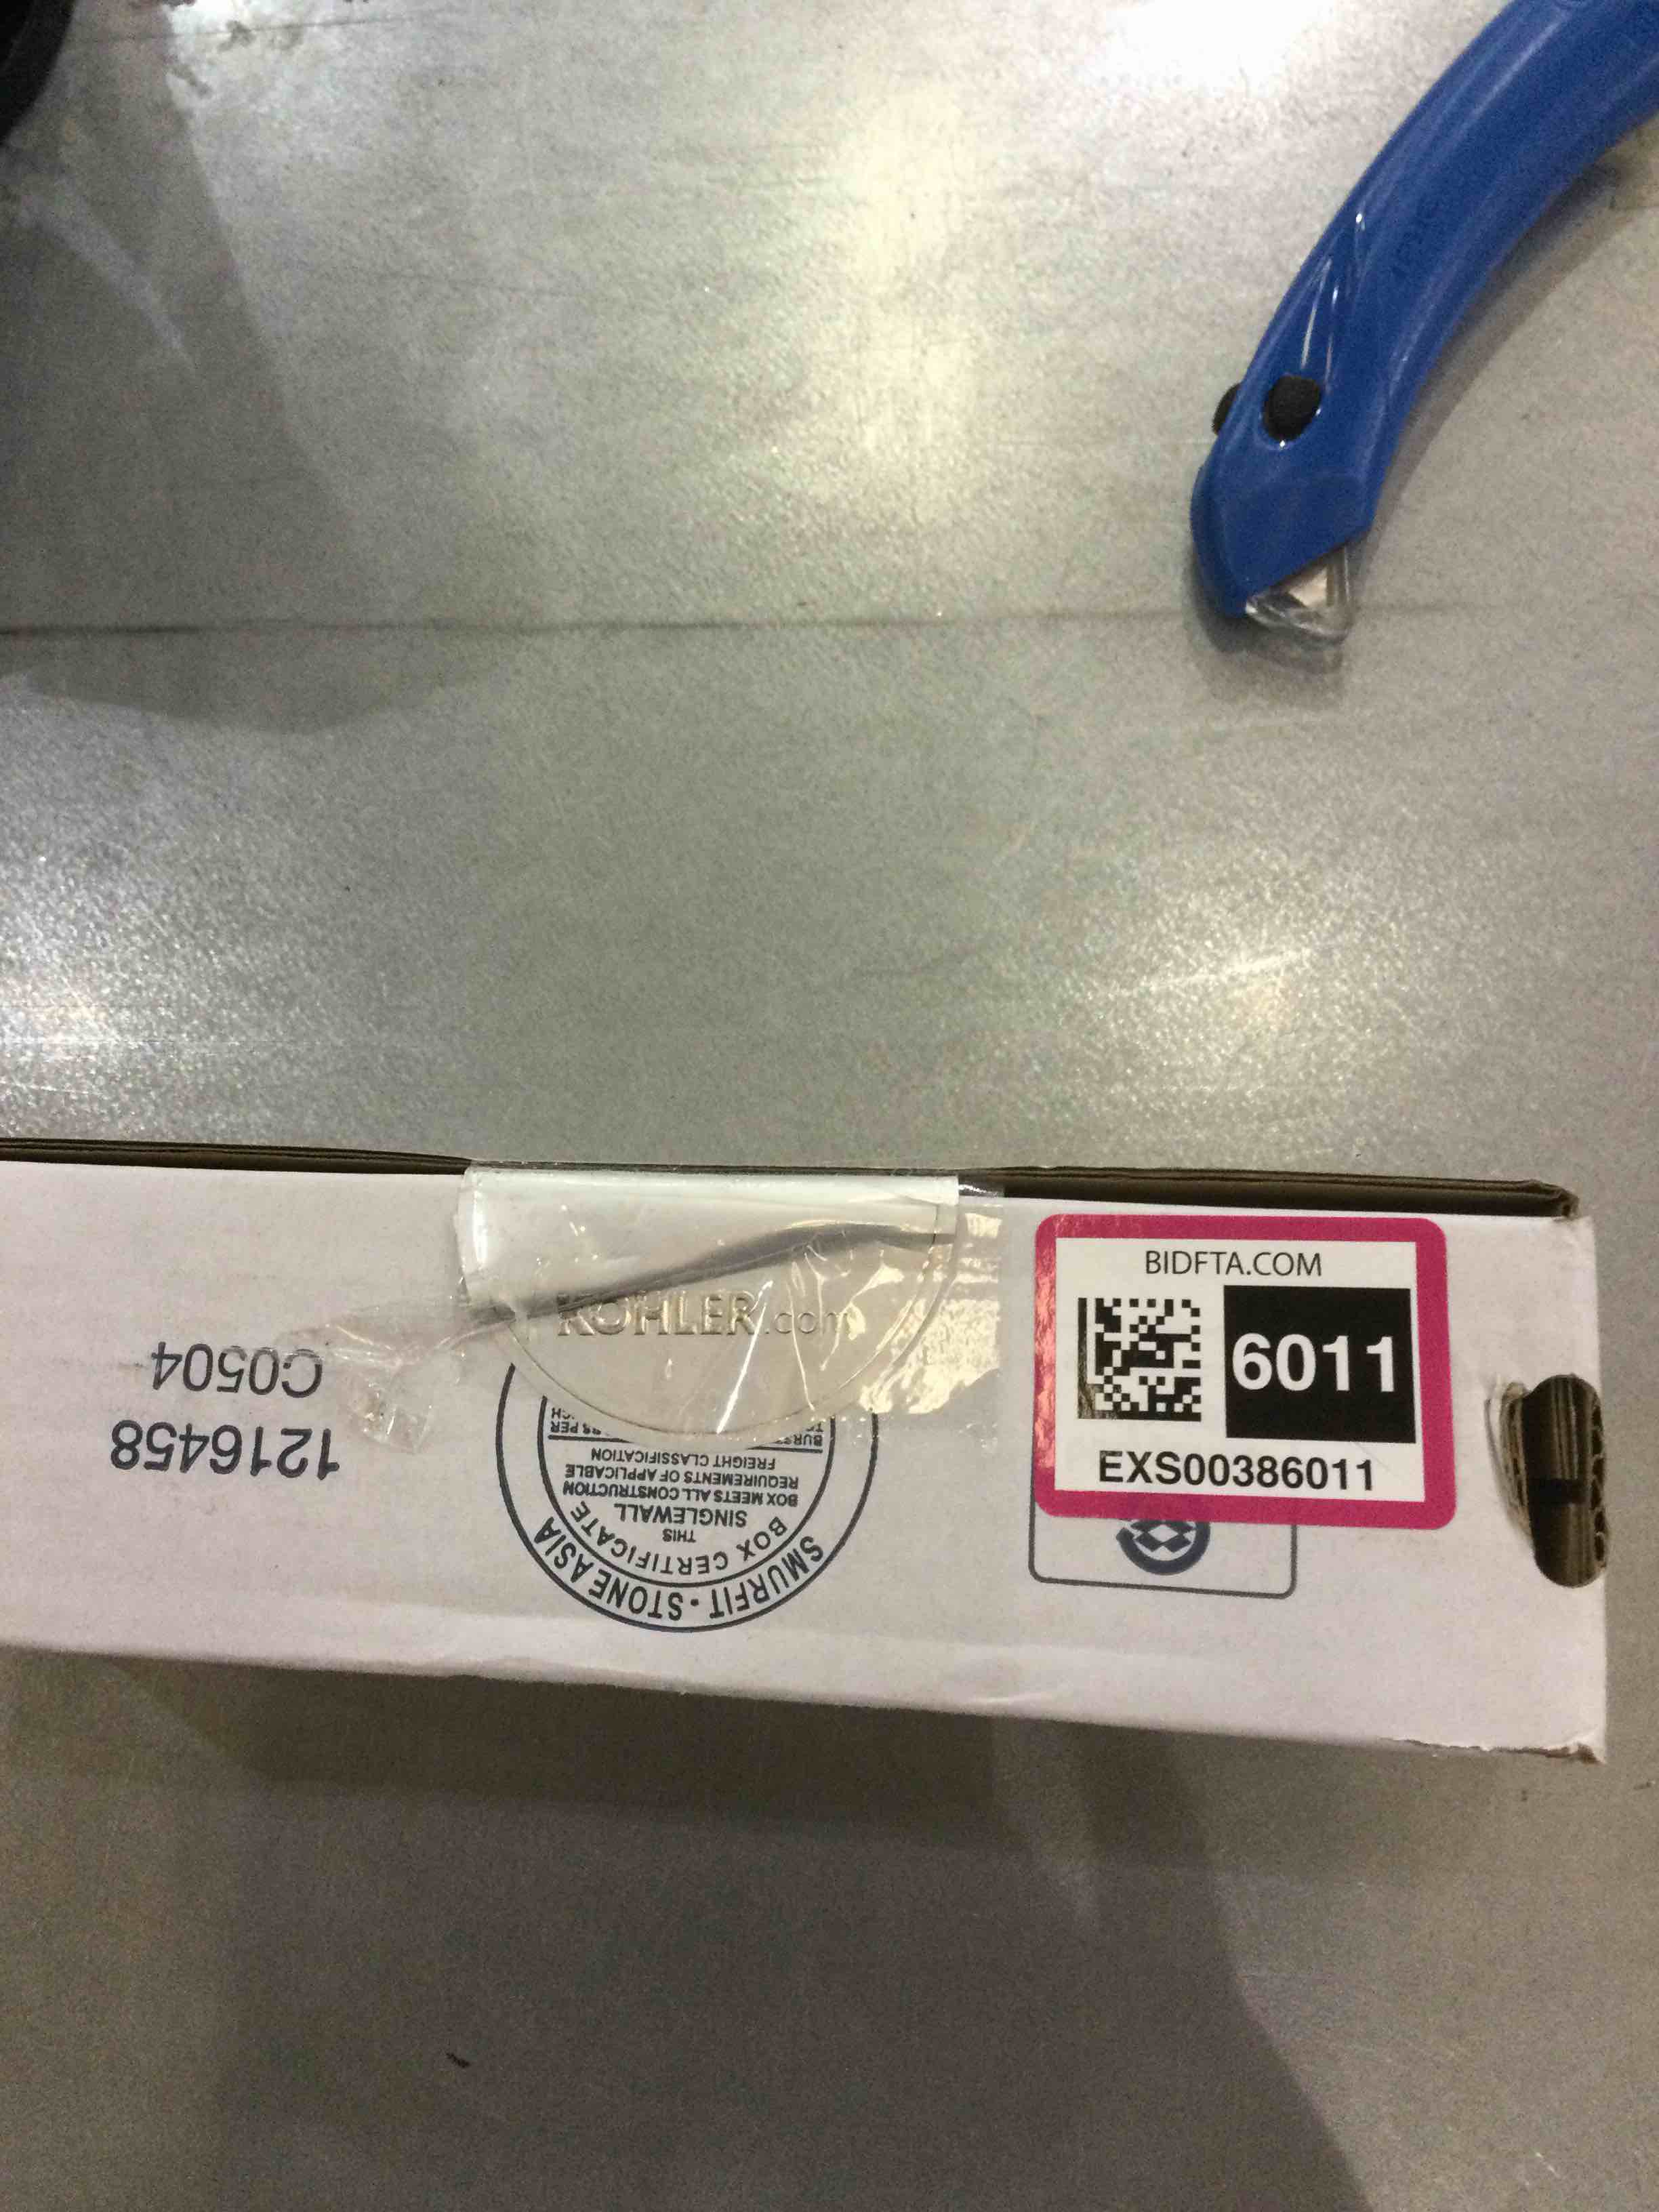 BIDFTA.COM
6011
EXS00386011
KOHLER.com
1216458
C0504
SMURFIT-STONE ASIA
BOX CERTIFICATE
THIS
SINGLEWALL
BOX MEETS ALL CONSTRUCTION
REQUIREMENTS OF APPLICABLE
FREIGHT CLASSIFICATION